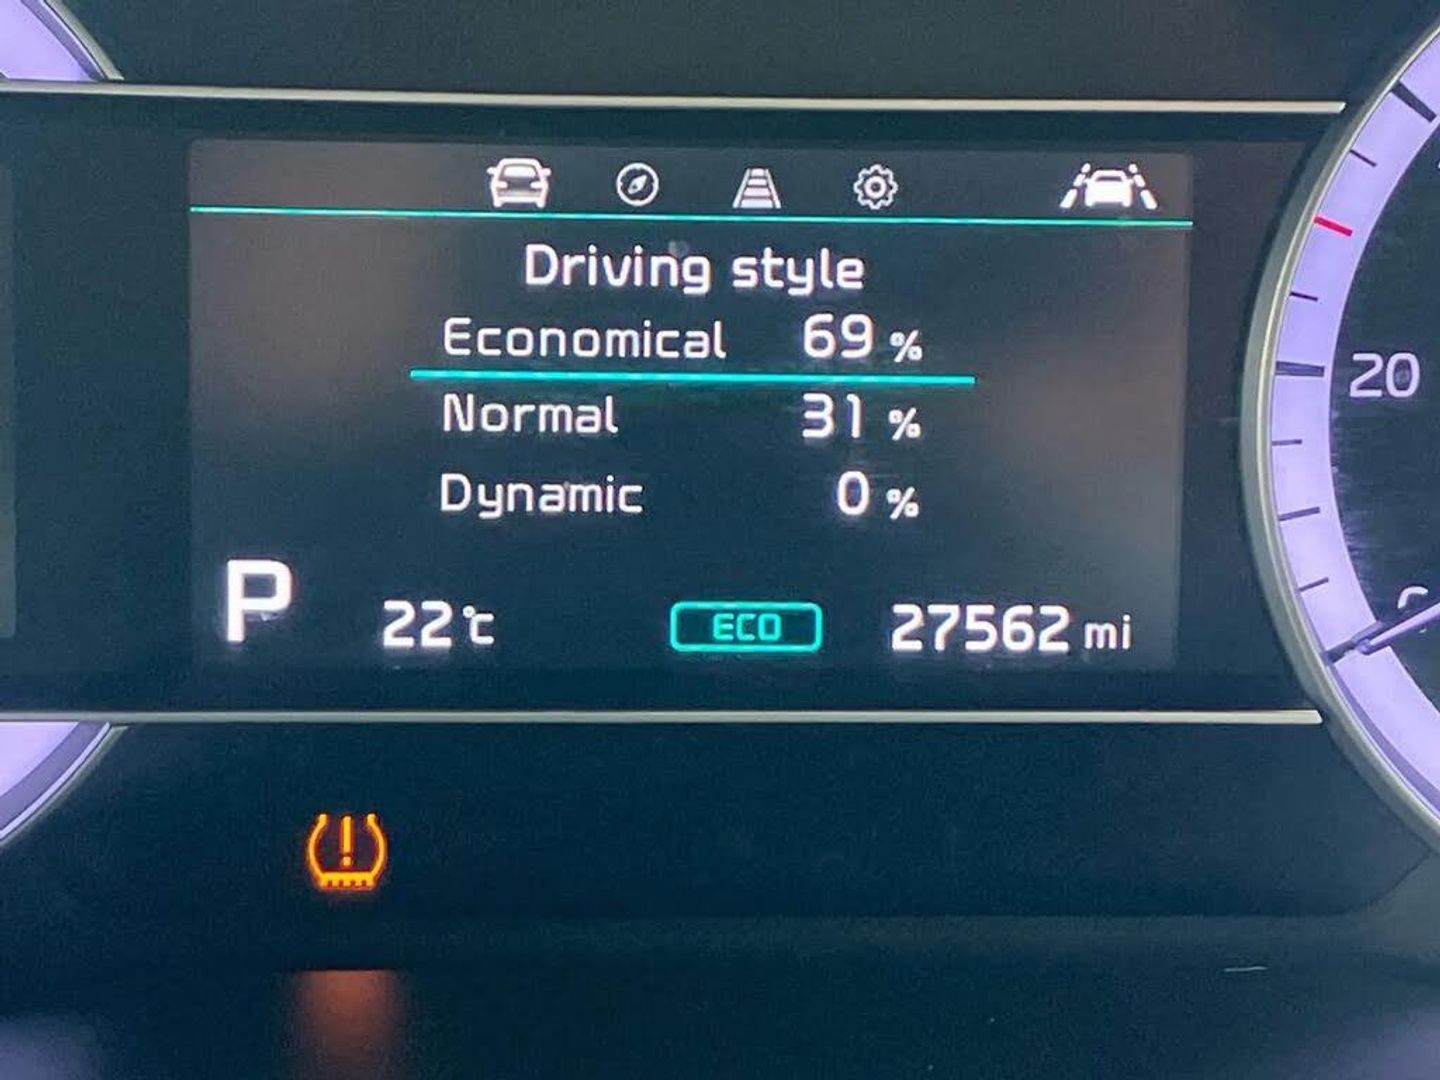 Driving style
Economical 69 %
Normal 31 %
Dynamic 0 %
P 22 °C ECO 27562 mi
20